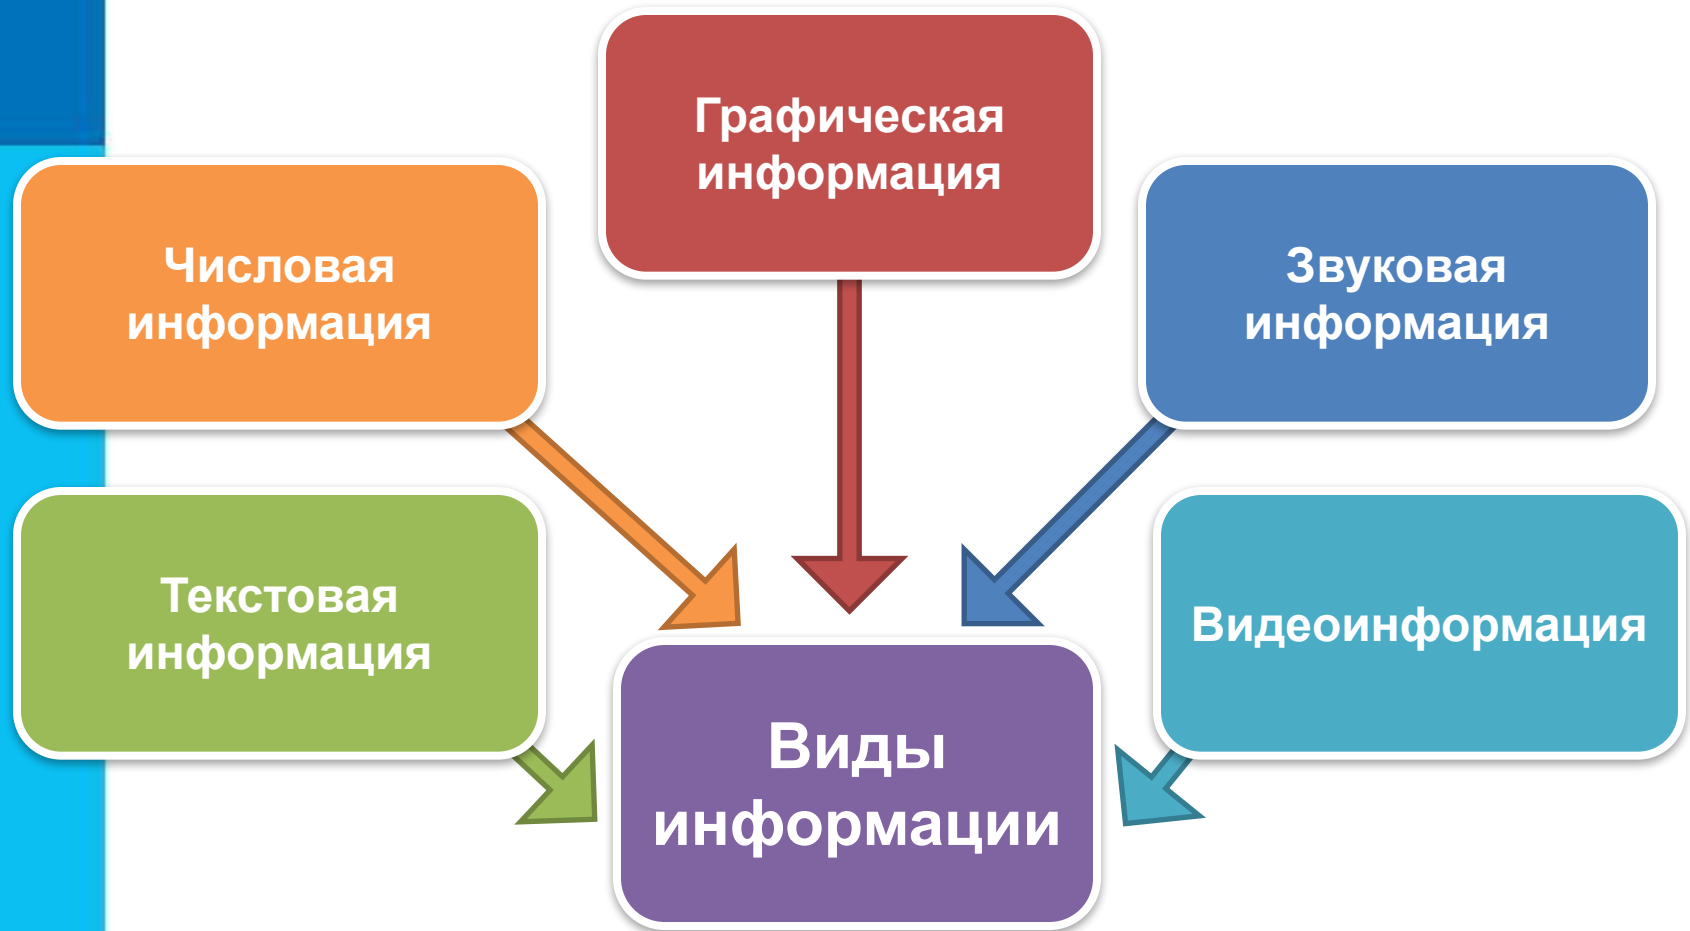 Графическая
информация
Числовая
информация
Звуковая
информация
Текстовая
информация
Видеоинформация
Виды
информации